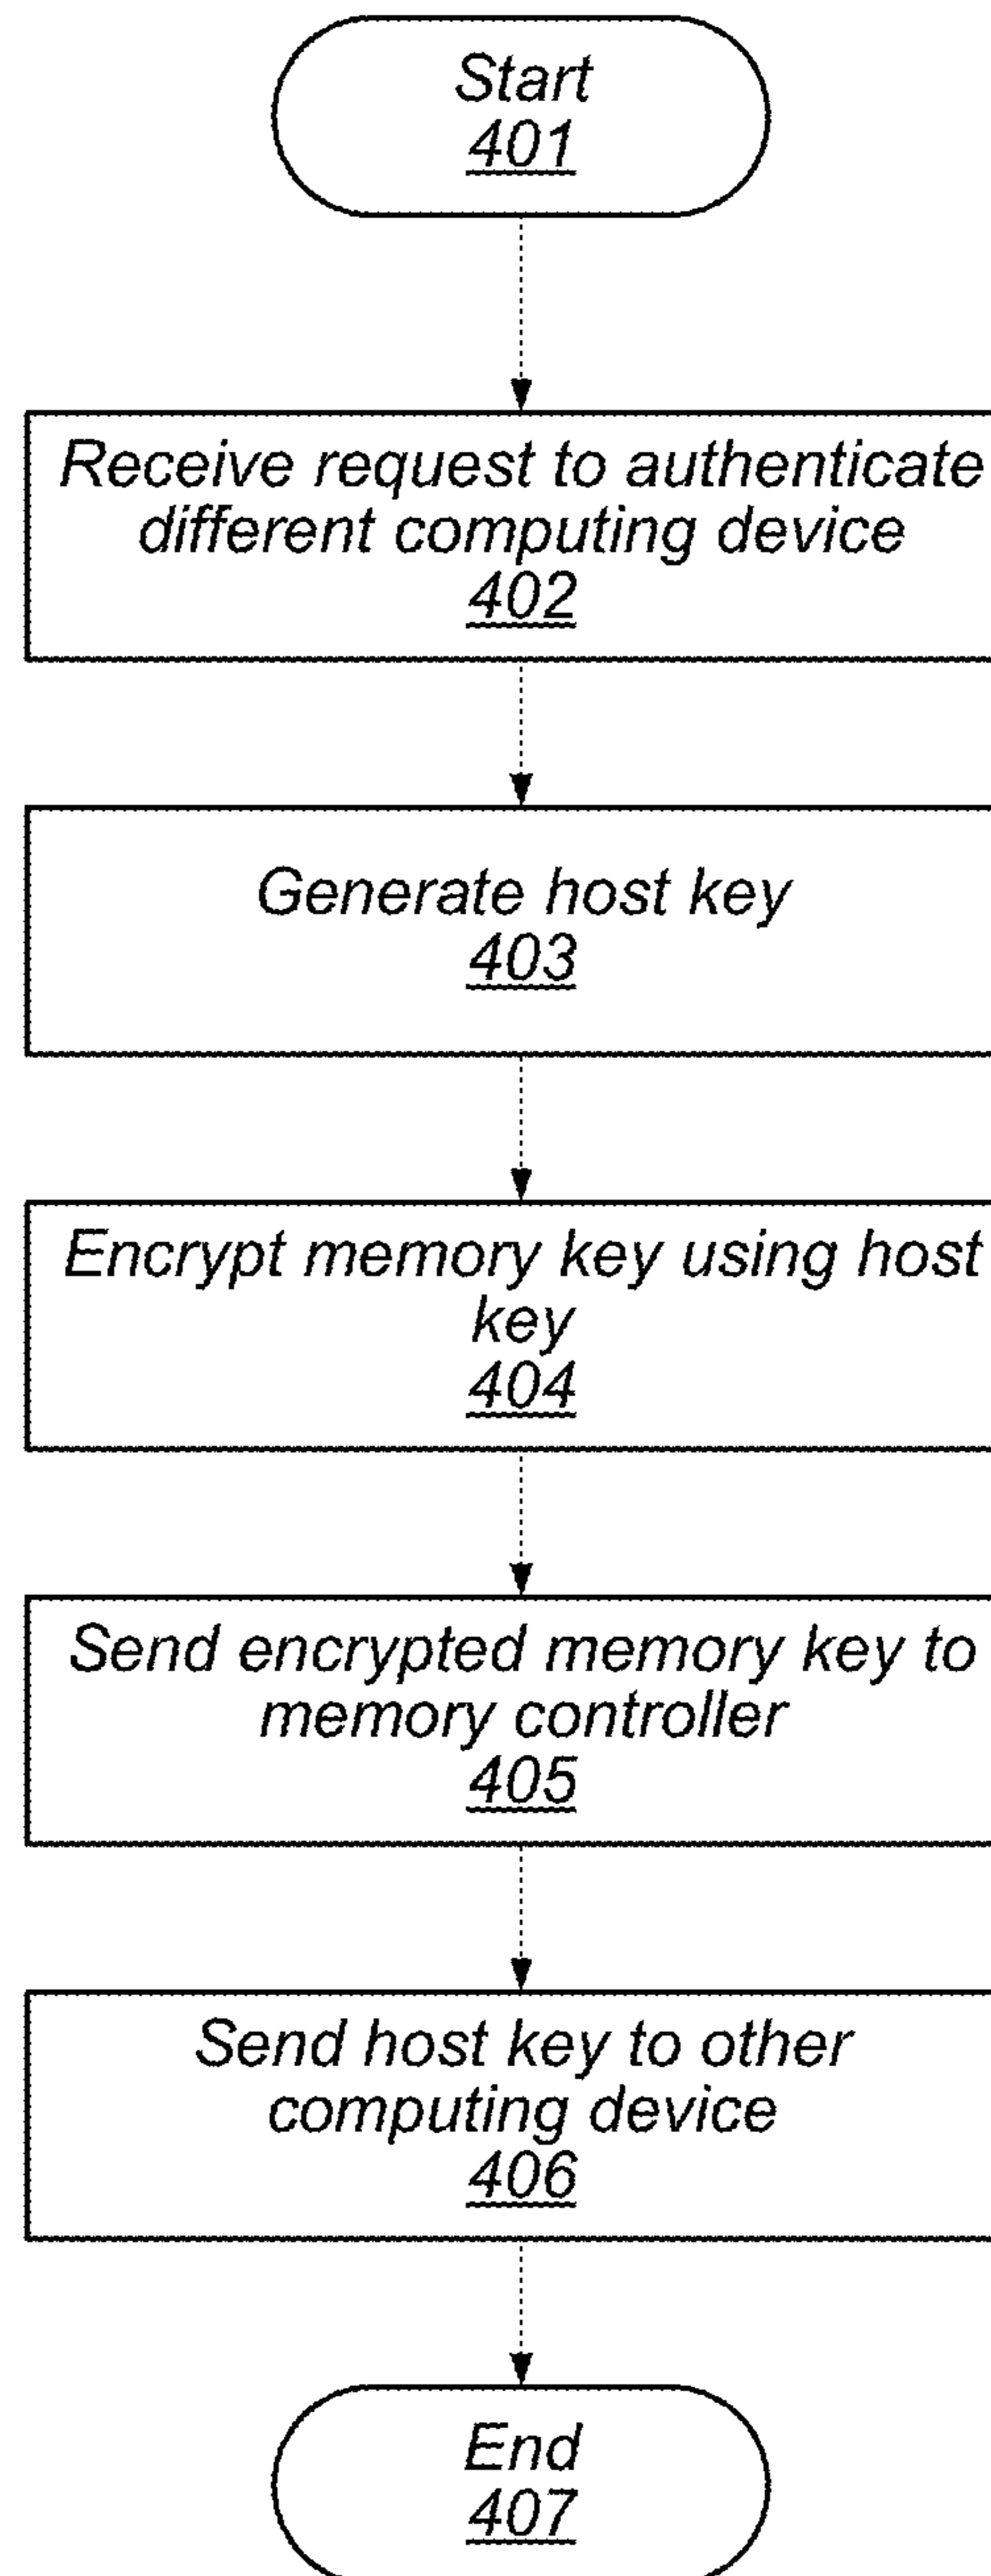 Start
401
Receive request to authenticate
different computing device
402
Generate host key
403
Encrypt memory key using host
key
404
Send encrypted memory key to
memory controller
405
Send host key to other
computing device
406
End
407